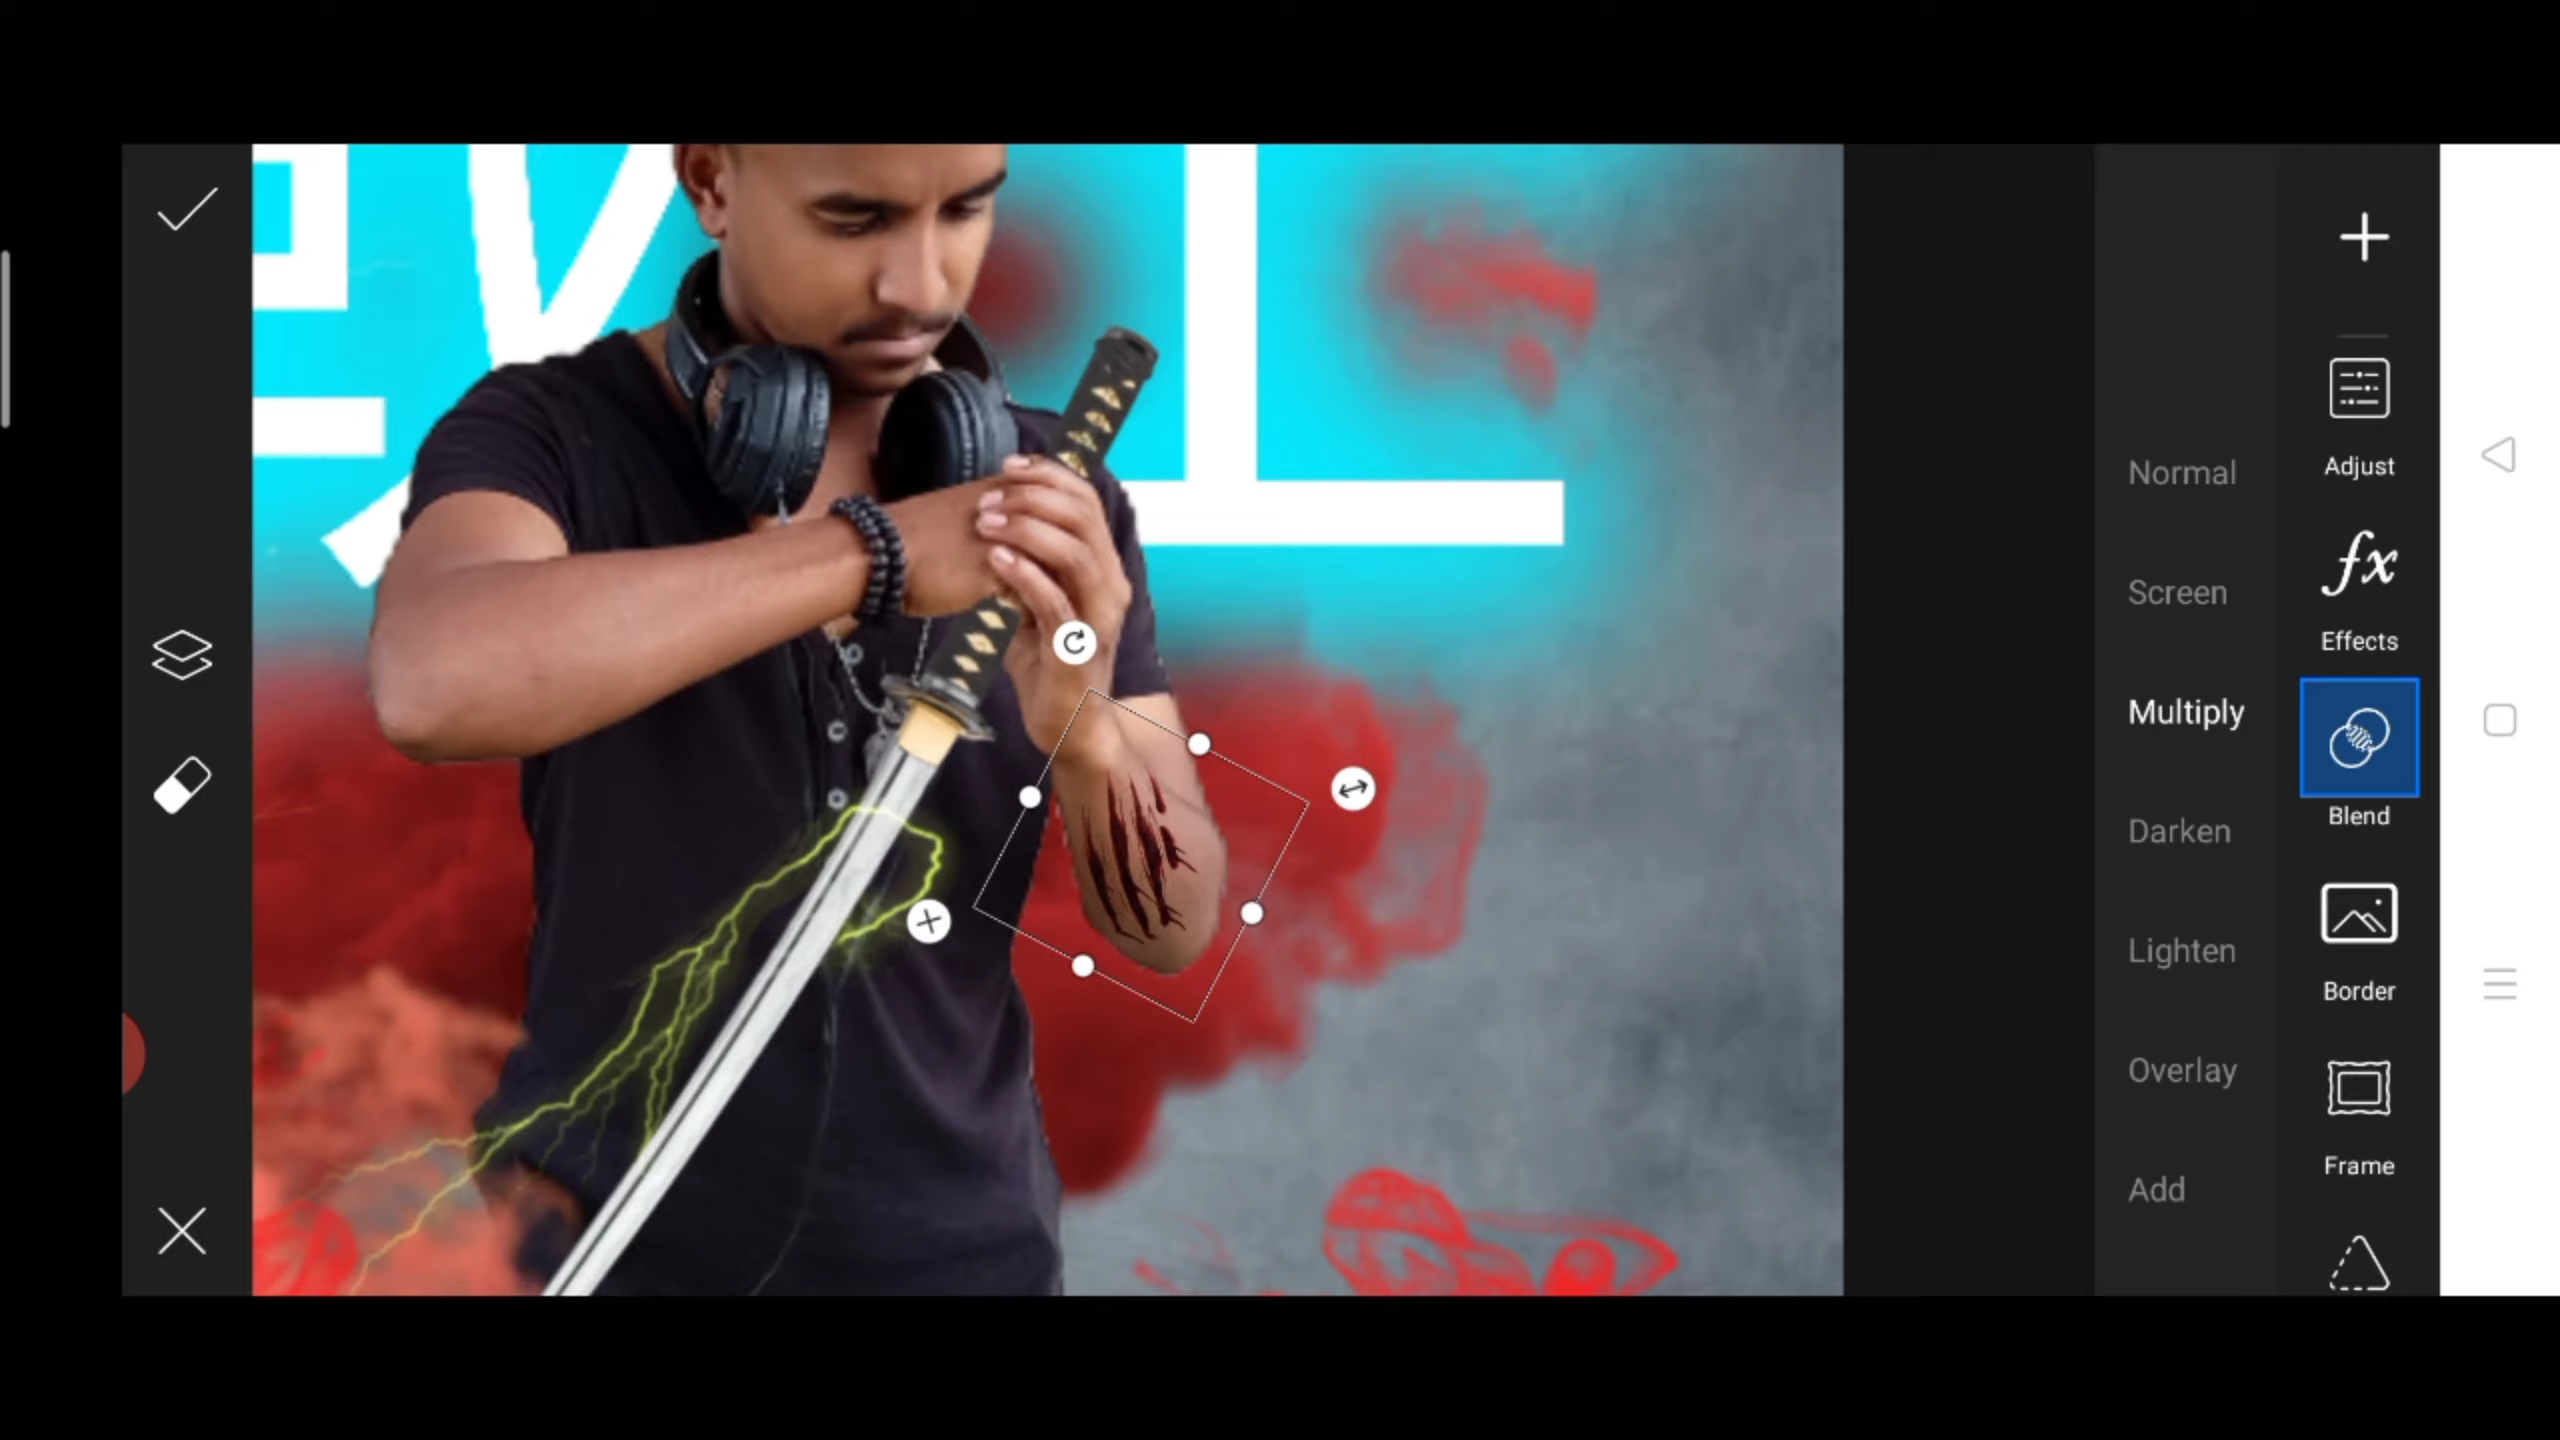 Adjust
Normal
Effects
Screen
Multiply
Blend
Darken
Lighten
Border
Overlay
Frame
Add